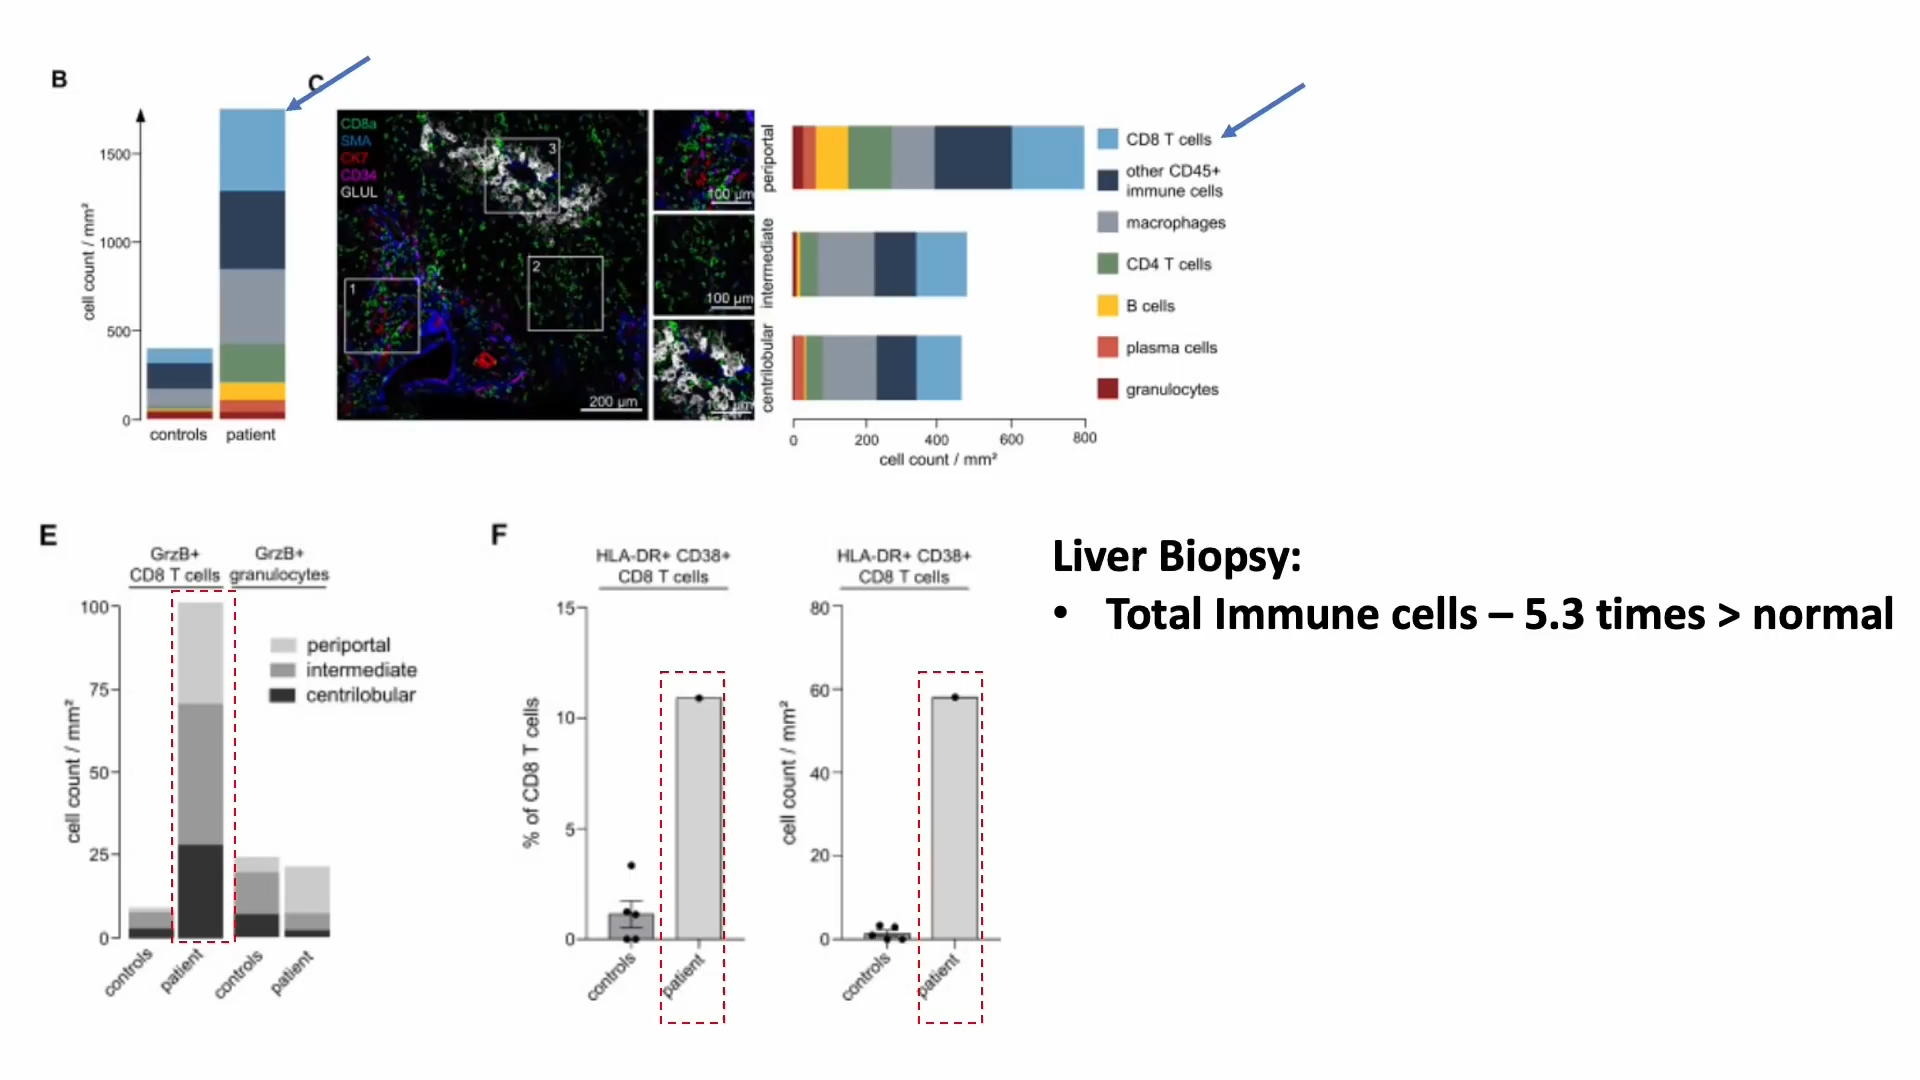 B
1500
1000
500
0
cell count / mm²
controls
patient
C
CD8a
SMA
CK7
CD34
GLUL
1
2
3
200 µm
100 µm
100 µm
100 µm
periportal
intermediate
centrilobular
0
200
400
600
800
cell count / mm²
CD8 T cells
other CD45+
immune cells
macrophages
CD4 T cells
B cells
plasma cells
granulocytes
E
GrzB+
CD8 T cells
GrzB+
granulocytes
100
75
50
25
0
cell count / mm²
periportal
intermediate
centrilobular
controls
patient
controls
patient
F
HLA-DR+ CD38+
CD8 T cells
15
10
5
0
% of CD8 T cells
controls
patient
HLA-DR+ CD38+
CD8 T cells
80
60
40
20
0
cell count / mm²
controls
patient
Liver Biopsy:
• Total Immune cells – 5.3 times > normal